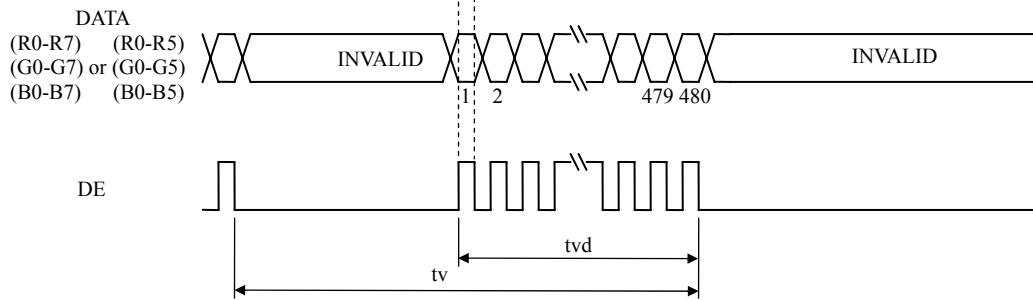 DATA
(R0-R7) (R0-R5)
(G0-G7) or (G0-G5)
(B0-B7) (B0-B5)
INVALID
INVALID
1 2 479 480
DE
tvd
tv